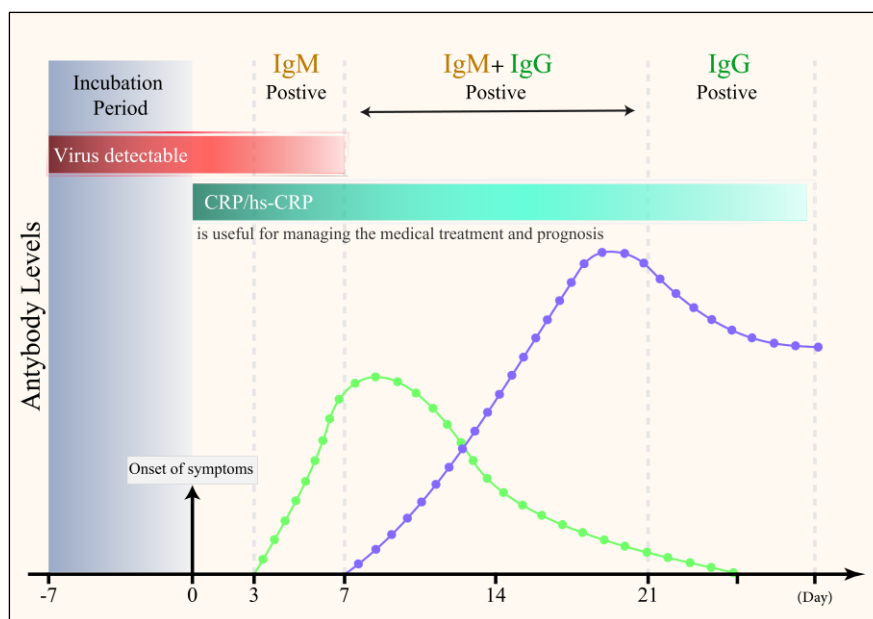 Incubation
Period
IgM
Postive
IgM+ IgG
Postive
IgG
Postive
Virus detectable
CRP/hs-CRP
is useful for managing the medical treatment and prognosis
Antybody Levels
Onset of symptoms
-7
0
3
7
14
21
(Day)